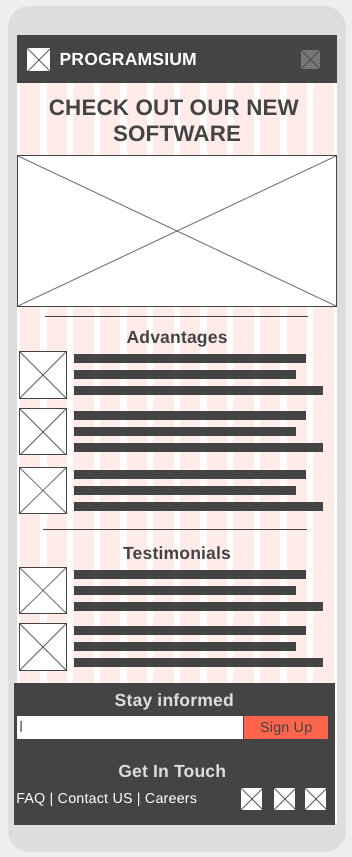 PROGRAMSIUM
CHECK OUT OUR NEW
SOFTWARE
Advantages
Testimonials
Stay informed
Sign Up
Get In Touch
FAQ | Contact US | Careers